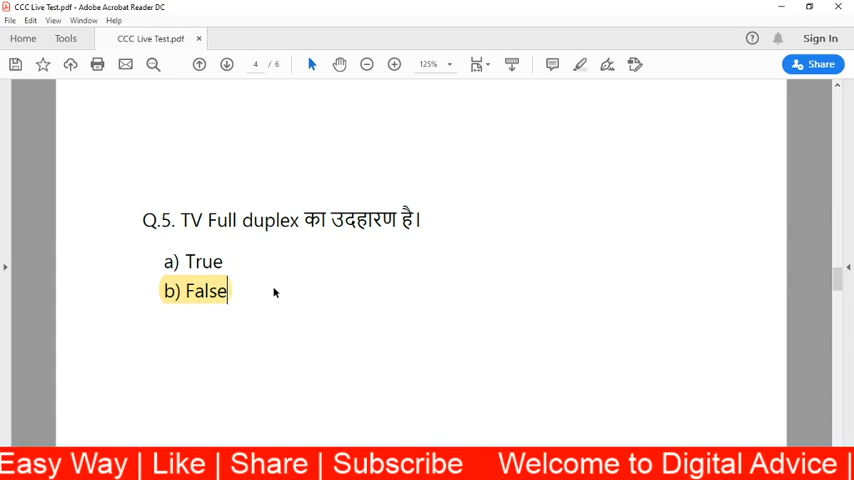 CCC Live Test.pdf - Adobe Acrobat Reader DC
File Edit View Window Help
Home Tools CCC Live Test.pdf × Sign In
4 / 6 125% Share
Q.5. TV Full duplex का उदहारण है।
a) True
b) False
Easy Way | Like | Share | Subscribe Welcome to Digital Advice |